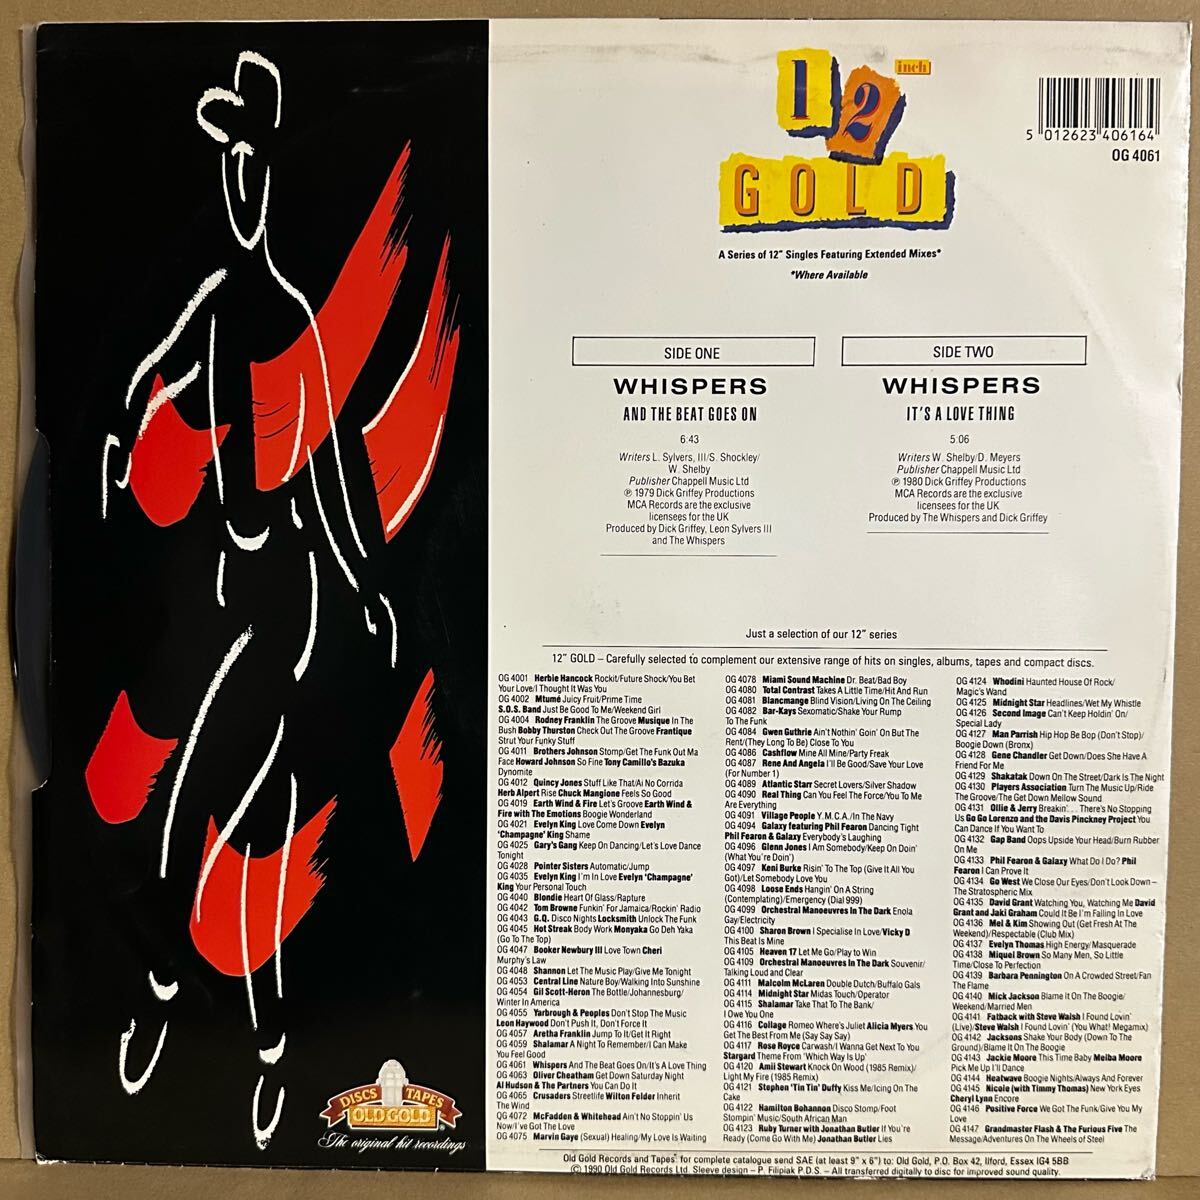 12 inch
GOLD
A Series of 12" Singles Featuring Extended Mixes*
*Where Available
5 012623 406164
OG 4061
SIDE ONE
WHISPERS
AND THE BEAT GOES ON
6:43
Writers L. Sylvers, III/S. Shockley/
W. Shelby
Publisher Chappell Music Ltd
℗ 1979 Dick Griffey Productions
MCA Records are the exclusive
licensees for the UK
Produced by Dick Griffey, Leon Sylvers III
and The Whispers
SIDE TWO
WHISPERS
IT'S A LOVE THING
5:06
Writers W. Shelby/D. Meyers
Publisher Chappell Music Ltd
℗ 1980 Dick Griffey Productions
MCA Records are the exclusive
licensees for the UK
Produced by The Whispers and Dick Griffey
Just a selection of our 12" series
12" GOLD – Carefully selected to complement our extensive range of hits on singles, albums, tapes and compact discs.
OG 4001 Herbie Hancock Rockit/Future Shock/You Bet
Your Love/I Thought It Was You
OG 4002 Mtumé Juicy Fruit/Prime Time
S.O.S. Band Just Be Good To Me/Weekend Girl
OG 4004 Rodney Franklin The Groove Musique In The
Bush Bobby Thurston Check Out The Groove Frantique
Strut Your Funky Stuff
OG 4011 Brothers Johnson Stomp/Get The Funk Out Ma
Face Howard Johnson So Fine Tony Camillo's Bazuka
Dynomite
OG 4012 Quincy Jones Stuff Like That/Ai No Corrida
Herb Alpert Rise Chuck Mangione Feels So Good
OG 4019 Earth Wind & Fire Let's Groove Earth Wind &
Fire with The Emotions Boogie Wonderland
OG 4021 Evelyn King Love Come Down Evelyn
'Champagne' King Shame
OG 4025 Gary's Gang Keep On Dancing/Let's Love Dance
Tonight
OG 4028 Pointer Sisters Automatic/Jump
OG 4035 Evelyn King I'm In Love Evelyn 'Champagne'
King Your Personal Touch
OG 4040 Blondie Heart Of Glass/Rapture
OG 4042 Tom Browne Funkin' For Jamaica/Rockin' Radio
OG 4043 G.Q. Disco Nights Locksmith Unlock The Funk
OG 4045 Hot Streak Body Work Monyaka Go Deh Yaka
(Go To The Top)
OG 4047 Booker Newbury III Love Town Cheri
Murphy's Law
OG 4048 Shannon Let The Music Play/Give Me Tonight
OG 4053 Central Line Nature Boy/Walking Into Sunshine
OG 4054 Gil Scott-Heron The Bottle/Johannesburg/
Winter In America
OG 4055 Yarbrough & Peoples Don't Stop The Music
Leon Haywood Don't Push It, Don't Force It
OG 4057 Aretha Franklin Jump To It/Get It Right
OG 4059 Shalamar A Night To Remember/I Can Make
You Feel Good
OG 4061 Whispers And The Beat Goes On/It's A Love Thing
OG 4063 Oliver Cheatham Get Down Saturday Night
Al Hudson & The Partners You Can Do It
OG 4065 Crusaders Streetlife Wilton Felder Inherit
The Wind
OG 4072 McFadden & Whitehead Ain't No Stoppin' Us
Now/I've Got The Love
OG 4075 Marvin Gaye (Sexual) Healing/My Love Is Waiting
OG 4078 Miami Sound Machine Dr. Beat/Bad Boy
OG 4080 Total Contrast Takes A Little Time/Hit And Run
OG 4081 Blancmange Blind Vision/Living On The Ceiling
OG 4082 Bar-Kays Sexomatic/Shake Your Rump
To The Funk
OG 4084 Gwen Guthrie Ain't Nothin' Goin' On But The
Rent/(They Long To Be) Close To You
OG 4086 Cashflow Mine All Mine/Party Freak
OG 4087 Rene And Angela I'll Be Good/Save Your Love
(For Number 1)
OG 4089 Atlantic Starr Secret Lovers/Silver Shadow
OG 4090 Real Thing Can You Feel The Force/You To Me
Are Everything
OG 4091 Village People Y.M.C.A./In The Navy
OG 4094 Galaxy featuring Phil Fearon Dancing Tight
Phil Fearon & Galaxy Everybody's Laughing
OG 4096 Glenn Jones I Am Somebody/Keep On Doin'
(What You're Doin')
OG 4097 Keni Burke Risin' To The Top (Give It All You
Got)/Let Somebody Love You
OG 4098 Loose Ends Hangin' On A String
(Contemplating)/Emergency (Dial 999)
OG 4099 Orchestral Manoeuvres In The Dark Enola
Gay/Electricity
OG 4100 Sharon Brown I Specialise In Love/Vicky D
This Beat Is Mine
OG 4105 Heaven 17 Let Me Go/Play to Win
OG 4109 Orchestral Manoeuvres In The Dark Souvenir/
Talking Loud and Clear
OG 4111 Malcolm McLaren Double Dutch/Buffalo Gals
OG 4114 Midnight Star Midas Touch/Operator
OG 4115 Shalamar Take That To The Bank/
I Owe You One
OG 4116 Collage Romeo Where's Juliet Alicia Myers You
Get The Best From Me (Say Say Say)
OG 4117 Rose Royce Carwash/I Wanna Get Next To You
Stargard Theme From 'Which Way Is Up'
OG 4120 Amii Stewart Knock On Wood (1985 Remix)/
Light My Fire (1985 Remix)
OG 4121 Stephen 'Tin Tin' Duffy Kiss Me/Icing On The
Cake
OG 4122 Hamilton Bohannon Disco Stomp/Foot
Stompin' Music/South African Man
OG 4123 Ruby Turner with Jonathan Butler If You're
Ready (Come Go With Me) Jonathan Butler Lies
OG 4124 Whodini Haunted House Of Rock/
Magic's Wand
OG 4125 Midnight Star Headlines/Wet My Whistle
OG 4126 Second Image Can't Keep Holdin' On/
Special Lady
OG 4127 Man Parrish Hip Hop Be Bop (Don't Stop)/
Boogie Down (Bronx)
OG 4128 Gene Chandler Get Down/Does She Have A
Friend For Me
OG 4129 Shakatak Down On The Street/Dark Is The Night
OG 4130 Players Association Turn The Music Up/Ride
The Groove/The Get Down Mellow Sound
OG 4131 Ollie & Jerry Breakin'... There's No Stopping
Us Go Go Lorenzo and the Davis Pinckney Project You
Can Dance If You Want To
OG 4132 Gap Band Oops Upside Your Head/Burn Rubber
On Me
OG 4133 Phil Fearon & Galaxy What Do I Do? Phil
Fearon I Can Prove It
OG 4134 Go West We Close Our Eyes/Don't Look Down –
The Stratospheric Mix
OG 4135 David Grant Watching You, Watching Me David
Grant and Jaki Graham Could It Be I'm Falling In Love
OG 4136 Mel & Kim Showing Out (Get Fresh At The
Weekend)/Respectable (Club Mix)
OG 4137 Evelyn Thomas High Energy/Masquerade
OG 4138 Miquel Brown So Many Men, So Little
Time/Close To Perfection
OG 4139 Barbara Pennington On A Crowded Street/Fan
The Flame
OG 4140 Mick Jackson Blame It On The Boogie/
Weekend/Married Men
OG 4141 Fatback with Steve Walsh I Found Lovin'
(Live)/Steve Walsh I Found Lovin' (You What! Megamix)
OG 4142 Jacksons Shake Your Body (Down To The
Ground)/Blame It On The Boogie
OG 4143 Jackie Moore This Time Baby Melba Moore
Pick Me Up I'll Dance
OG 4144 Heatwave Boogie Nights/Always And Forever
OG 4145 Nicole (with Timmy Thomas) New York Eyes
Cheryl Lynn Encore
OG 4146 Positive Force We Got The Funk/Give You My
Love
OG 4147 Grandmaster Flash & The Furious Five The
Message/Adventures On The Wheels of Steel
DISCS TAPES
OLD GOLD
The original hit recordings
Old Gold Records and Tapes for complete catalogue send SAE (at least 9" x 6") to: Old Gold, P.O. Box 42, Ilford, Essex IG4 5BB
© 1990 Old Gold Records Ltd. Sleeve design – P. Filipiak P.D.S. – All transferred digitally to disc for improved sound quality.